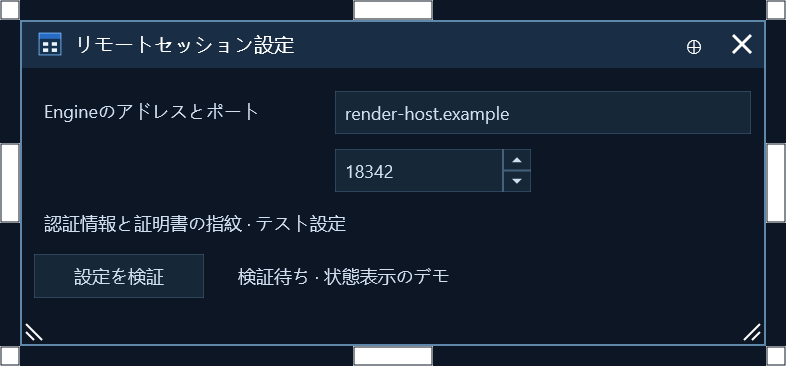 リモートセッション設定
Engineのアドレスとポート
render-host.example
18342
認証情報と証明書の指紋 · テスト設定
設定を検証
検証待ち · 状態表示のデモ